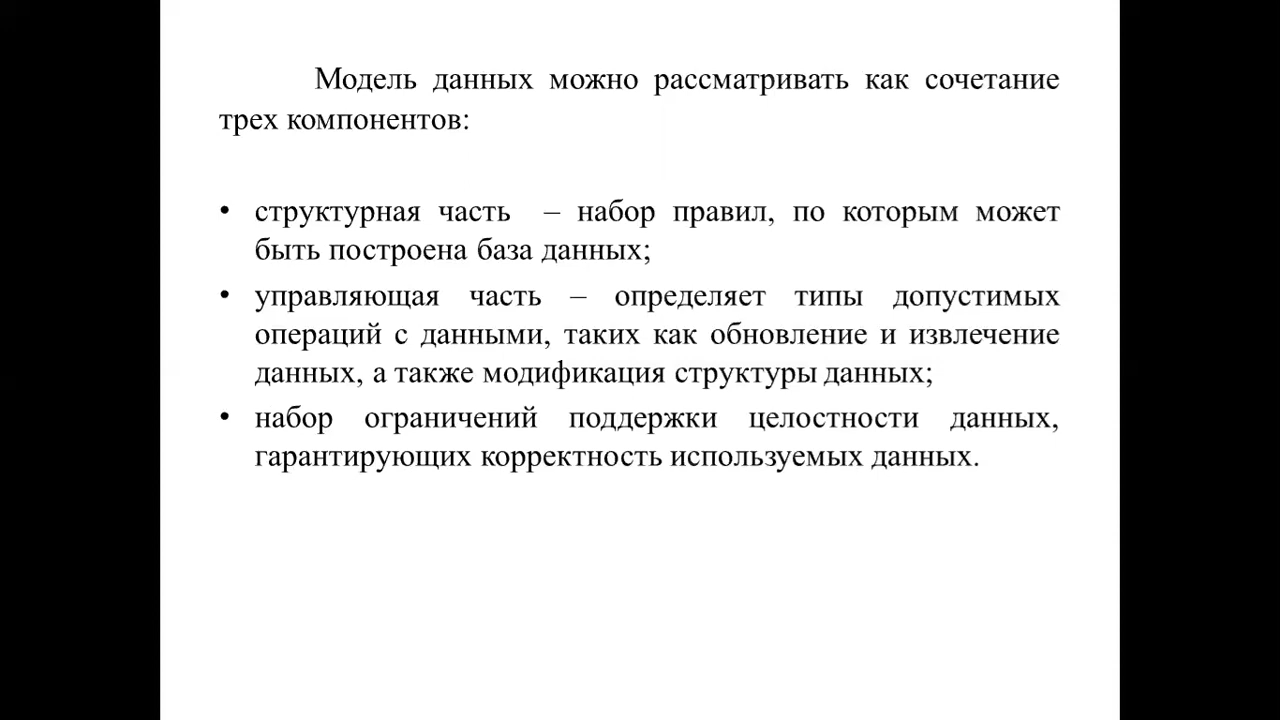 Модель данных можно рассматривать как сочетание
трех компонентов:
• структурная часть – набор правил, по которым может
быть построена база данных;
• управляющая часть – определяет типы допустимых
операций с данными, таких как обновление и извлечение
данных, а также модификация структуры данных;
• набор ограничений поддержки целостности данных,
гарантирующих корректность используемых данных.